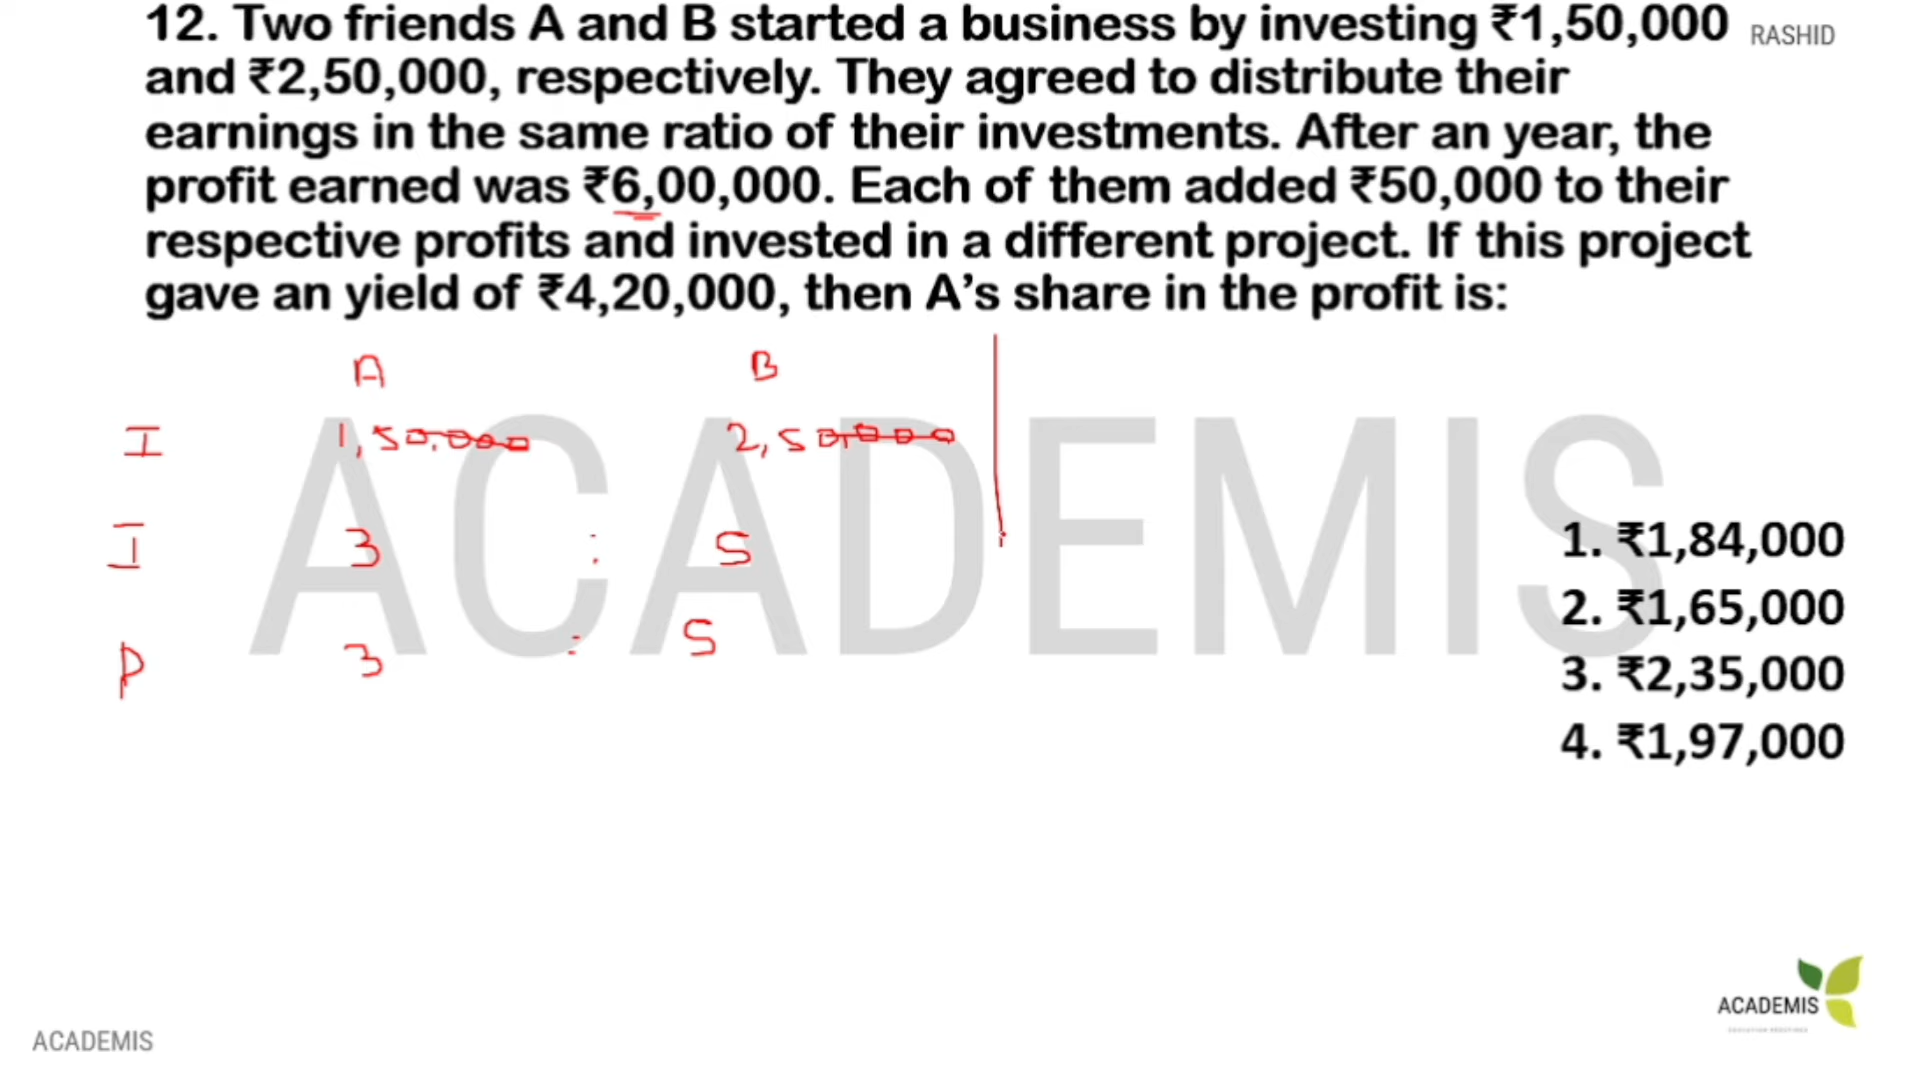 12. Two friends A and B started a business by investing ₹1,50,000 RASHID
and ₹2,50,000, respectively. They agreed to distribute their
earnings in the same ratio of their investments. After an year, the
profit earned was ₹6,00,000. Each of them added ₹50,000 to their
respective profits and invested in a different project. If this project
gave an yield of ₹4,20,000, then A’s share in the profit is:
A B
I 1,50,000 2,50,000
I 3 : 5
P 3 : 5
ACADEMIS
1. ₹1,84,000
2. ₹1,65,000
3. ₹2,35,000
4. ₹1,97,000
ACADEMIS
ACADEMIS